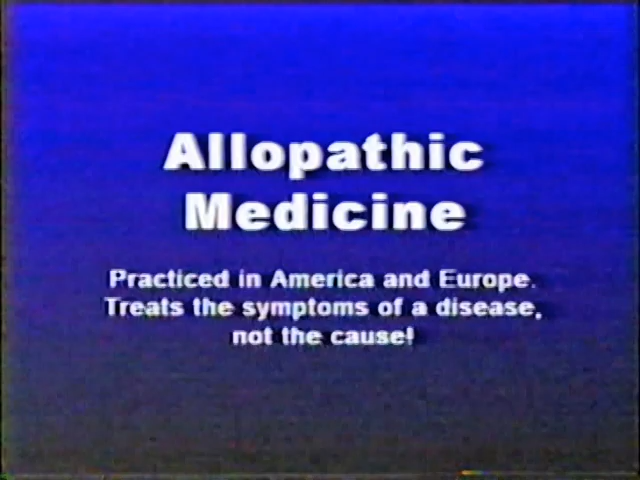 Allopathic
Medicine
Practiced in America and Europe.
Treats the symptoms of a disease,
not the cause!